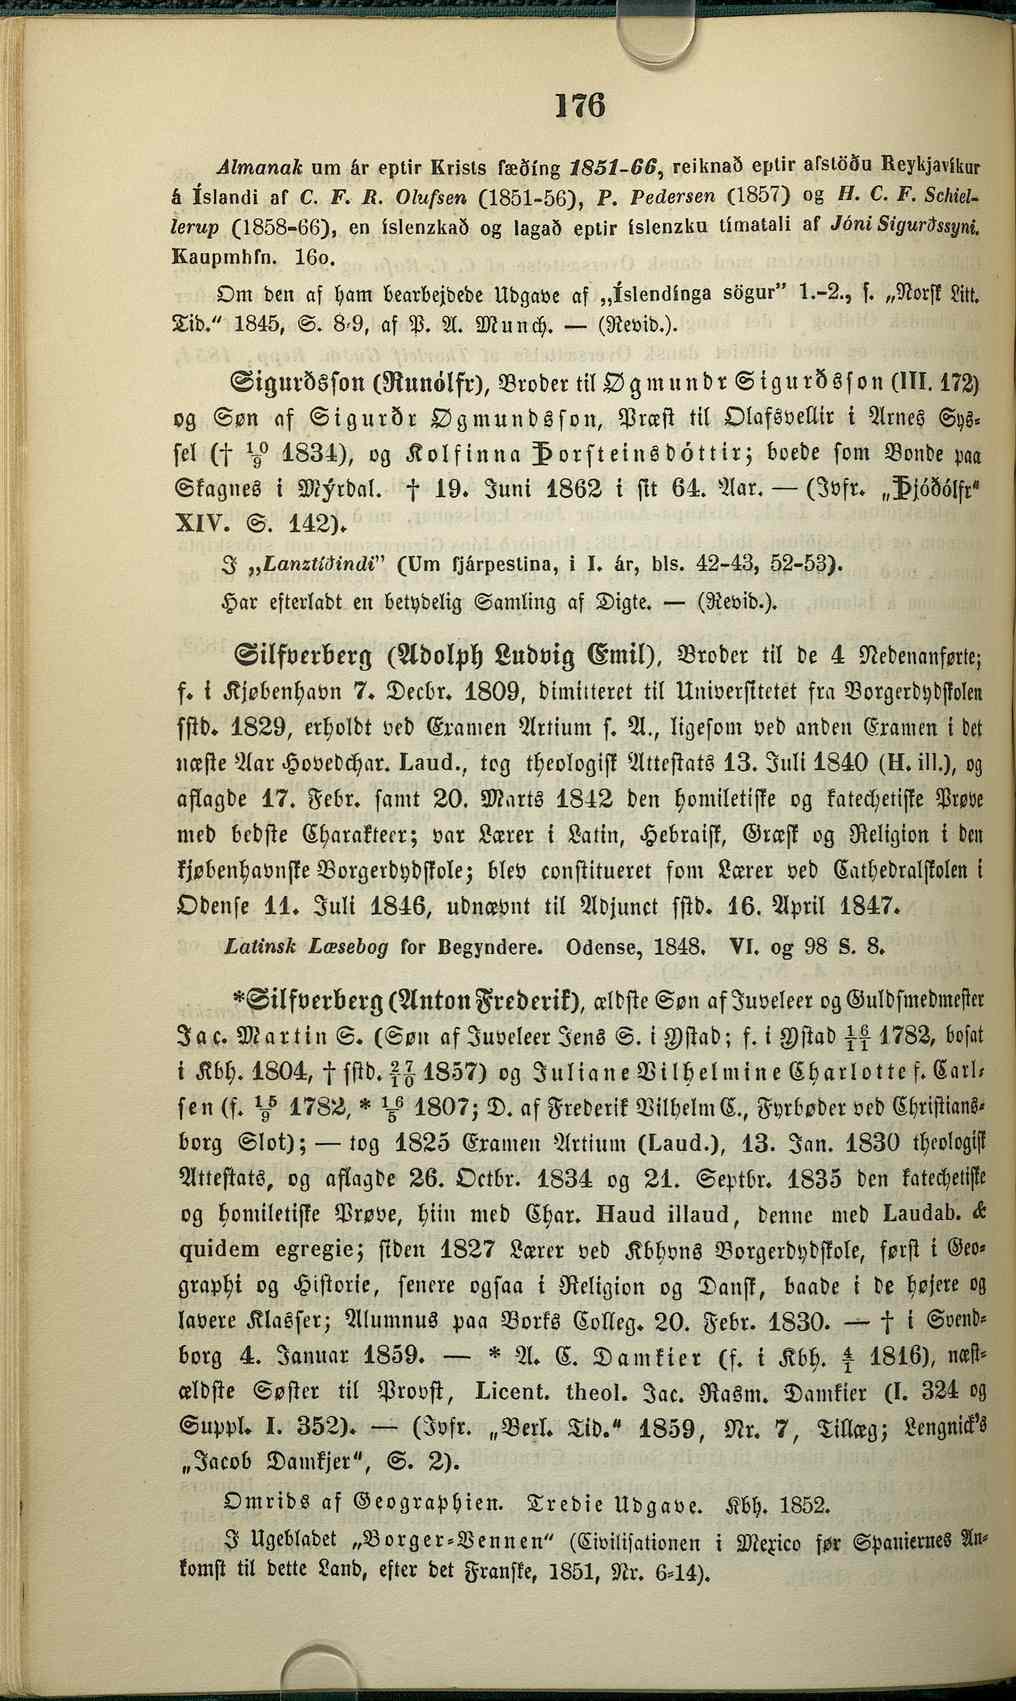 176
Almanak um ár eptir Krists fæðíng 1851-66, reiknað eptir afstöðu Reykjavíkur
á Íslandi af C. F. R. Olufsen (1851-56), P. Pedersen (1857) og H. C. F. Schiel-
lerup (1858-66), en íslenzkað og lagað eptir íslenzku tímatali af Jóni Sigurðssyni.
Kaupmhfn. 16o.
Om den af ham bearbejdede Udgave af „Íslendínga sögur” 1.-2., s. „Norsk Litt.
Tid.“ 1845, S. 8-9, af P. A. Munch. — (Revid.).
Sigurðsson (Runólfr), Broder til Øgmundr Sigurðsson (III. 172)
og Søn af Sigurðr Øgmundsson, Præst til Olafsvellir i Arnes Sys-
sel († 10/9 1834), og Kolfinna Þorsteinsdóttir; boede som Bonde paa
Skagnes i Mýrdal. † 19. Juni 1862 i sit 64. Aar. — (Jvfr. „Þjóðólfr“
XIV. S. 142).
I „Lanztíðindi” (Um fjárpestina, i I. ár, bls. 42-43, 52-53).
Har efterladt en betydelig Samling af Digte. — (Revid.).
Silfverberg (Adolph Ludvig Emil), Broder til de 4 Nedenanførte;
f. i Kjøbenhavn 7. Decbr. 1809, dimitteret til Universitetet fra Borgerdydskolen
sstd. 1829, erholdt ved Examen Artium s. A., ligesom ved anden Examen i det
næste Aar Hovedchar. Laud., tog theologisk Attestats 13. Juli 1840 (H. ill.), og
aflagde 17. Febr. samt 20. Marts 1842 den homiletiske og katechetiske Prøve
med bedste Charakteer; var Lærer i Latin, Hebraisk, Græsk og Religion i den
kjøbenhavnske Borgerdydskole; blev constitueret som Lærer ved Cathedralskolen i
Odense 11. Juli 1846, udnævnt til Adjunct sstd. 16. April 1847.
Latinsk Læsebog for Begyndere. Odense, 1848. VI. og 98 S. 8.
*Silfverberg (Anton Frederik), ældste Søn af Juveleer og Guldsmedmester
Jac. Martin S. (Søn af Juveleer Jens S. i Ystad; f. i Ystad 16/11 1782, bosat
i Kbh. 1804, † sstd. 27/10 1857) og Juliane Vilhelmine Charlotte f. Carl-
sen (f. 15/9 1782, * 16/5 1807; D. af Frederik Vilhelm C., Fyrbøder ved Christians-
borg Slot); — tog 1825 Examen Artium (Laud.), 13. Jan. 1830 theologisk
Attestats, og aflagde 26. Octbr. 1834 og 21. Septbr. 1835 den katechetiske
og homiletiske Prøve, hiin med Char. Haud illaud, denne med Laudab. &
quidem egregie; siden 1827 Lærer ved Kbhvns Borgerdydskole, først i Geo-
graphi og Historie, senere ogsaa i Religion og Dansk, baade i de højere og
lavere Klasser; Alumnus paa Borks Colleg. 20. Febr. 1830. — † i Svend-
borg 4. Januar 1859. — * A. C. Damkier (f. i Kbh. 4/1 1816), næst-
ældste Søster til Provst, Licent. theol. Jac. Rasm. Damkier (I. 324 og
Suppl. I. 352). — (Jvfr. „Berl. Tid.“ 1859, Nr. 7, Tillæg; Lengnick's
„Jacob Damkjer“, S. 2).
Omrids af Geographien. Tredie Udgave. Kbh. 1852.
I Ugebladet „Borger-Vennen“ (Civilisationen i Mexico før Spaniernes An-
komst til dette Land, efter det Franske, 1851, Nr. 6-14).